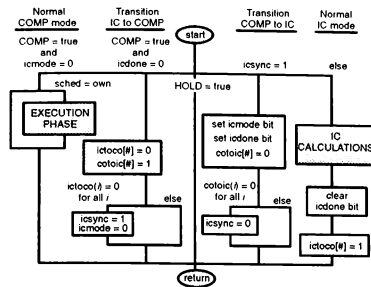 Normal
COMP mode
COMP = true
and
icmode = 0
Transition
IC to COMP
COMP = true
and
icdone = 0
start
Transition
COMP to IC
icsync = 1
Normal
IC mode
else
sched = own
HOLD = true
EXECUTION
PHASE
ictoco[#] = 0
cotoic[#] = 1
ictoco(i) = 0
for all i
else
icsync = 1
icmode = 0
set icmode bit
set icdone bit
cotoic[#] = 0
cotoic(i) = 0
for all i
else
icsync = 0
IC
CALCULATIONS
clear
icdone bit
ictoco[#] = 1
return